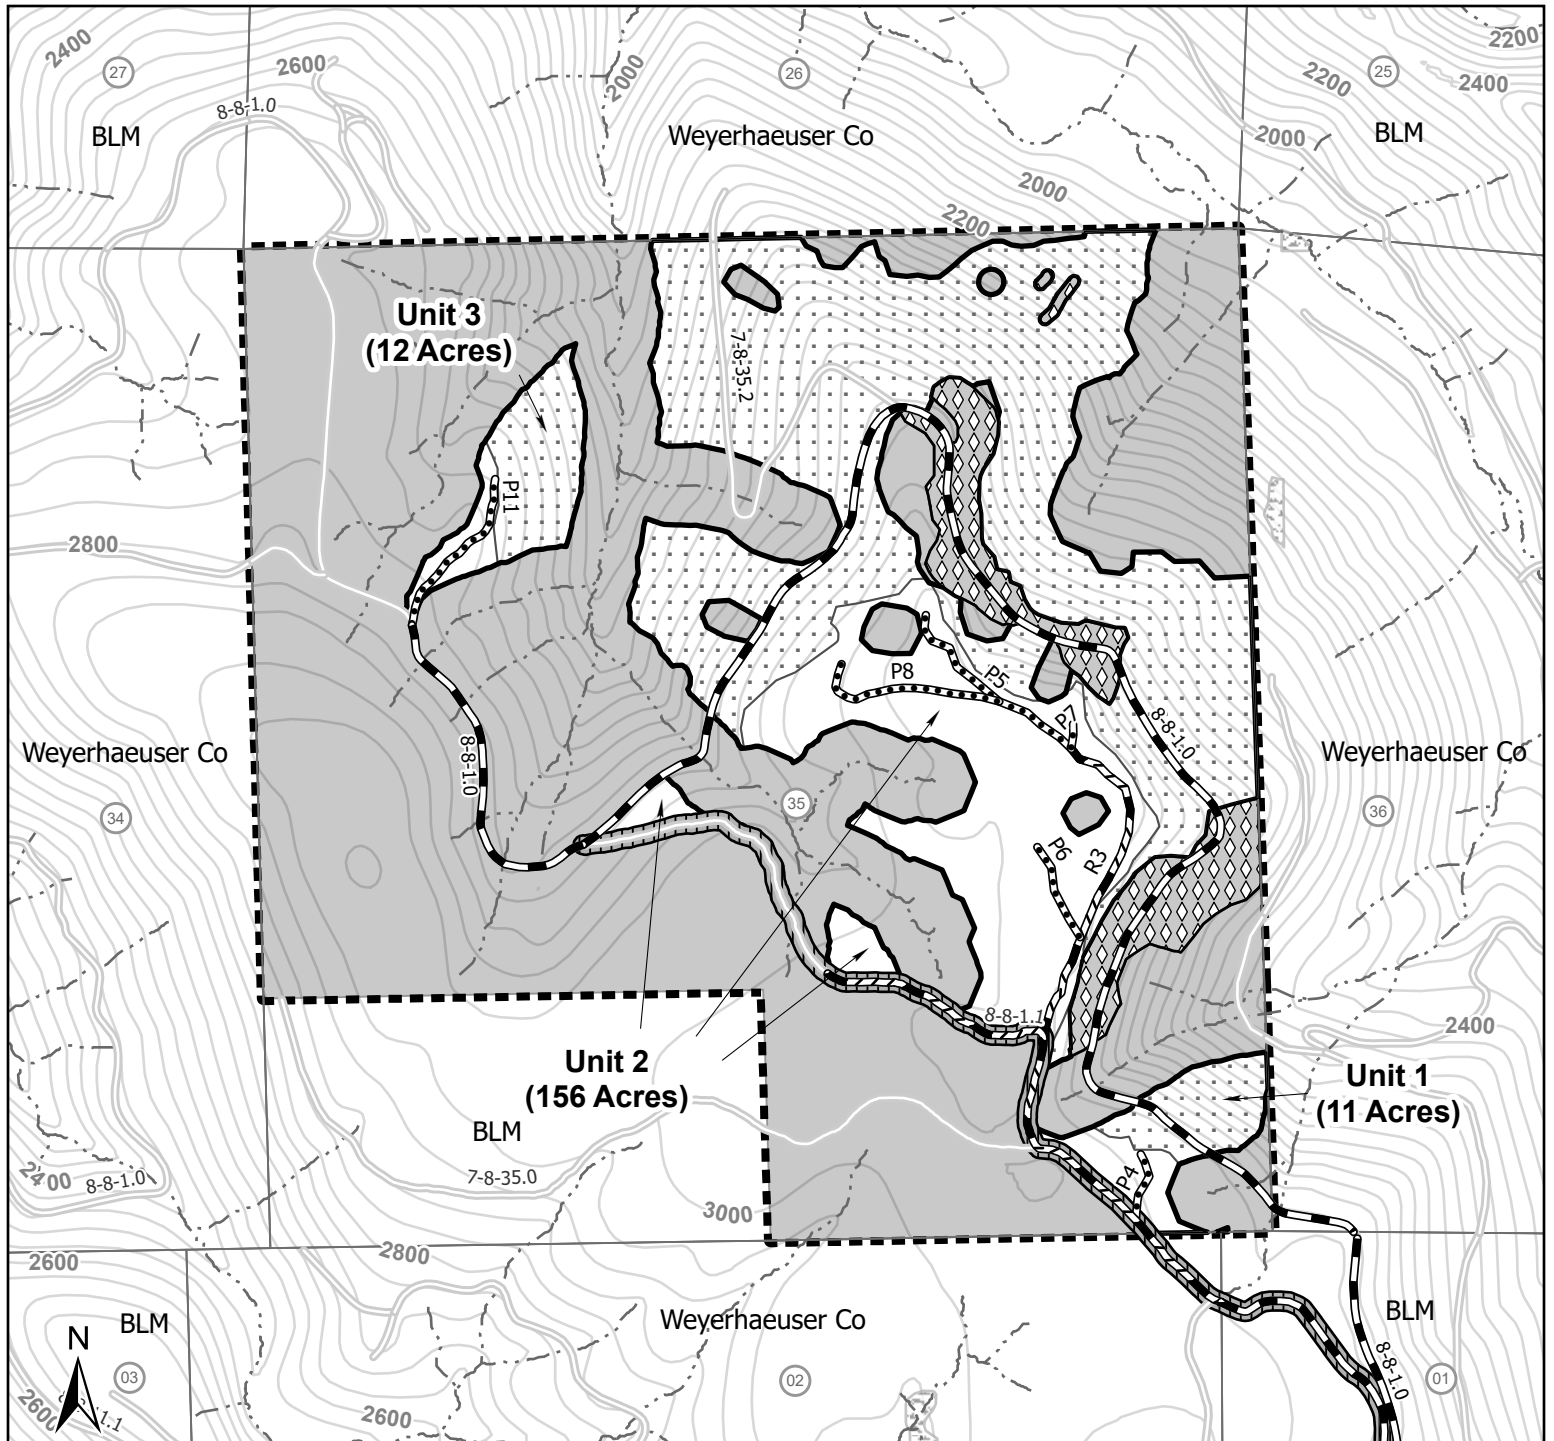 2400
27
2600
8-8-1.0
BLM
2000
26
Weyerhaeuser Co
25
2200
2200
2400
BLM
2000
2000
2200
Unit 3
(12 Acres)
7-8-35.2
P11
2800
P8
P5
P7
8-8-1.0
Weyerhaeuser Co
8-8-1.0
Weyerhaeuser Co
34
35
36
P6
R3
8-8-1.1
2400
Unit 2
(156 Acres)
Unit 1
(11 Acres)
BLM
7-8-35.0
2400
8-8-1.0
P4
3000
2800
2600
BLM
Weyerhaeuser Co
BLM
N
03
02
01
8-8-1.0
2600
2600